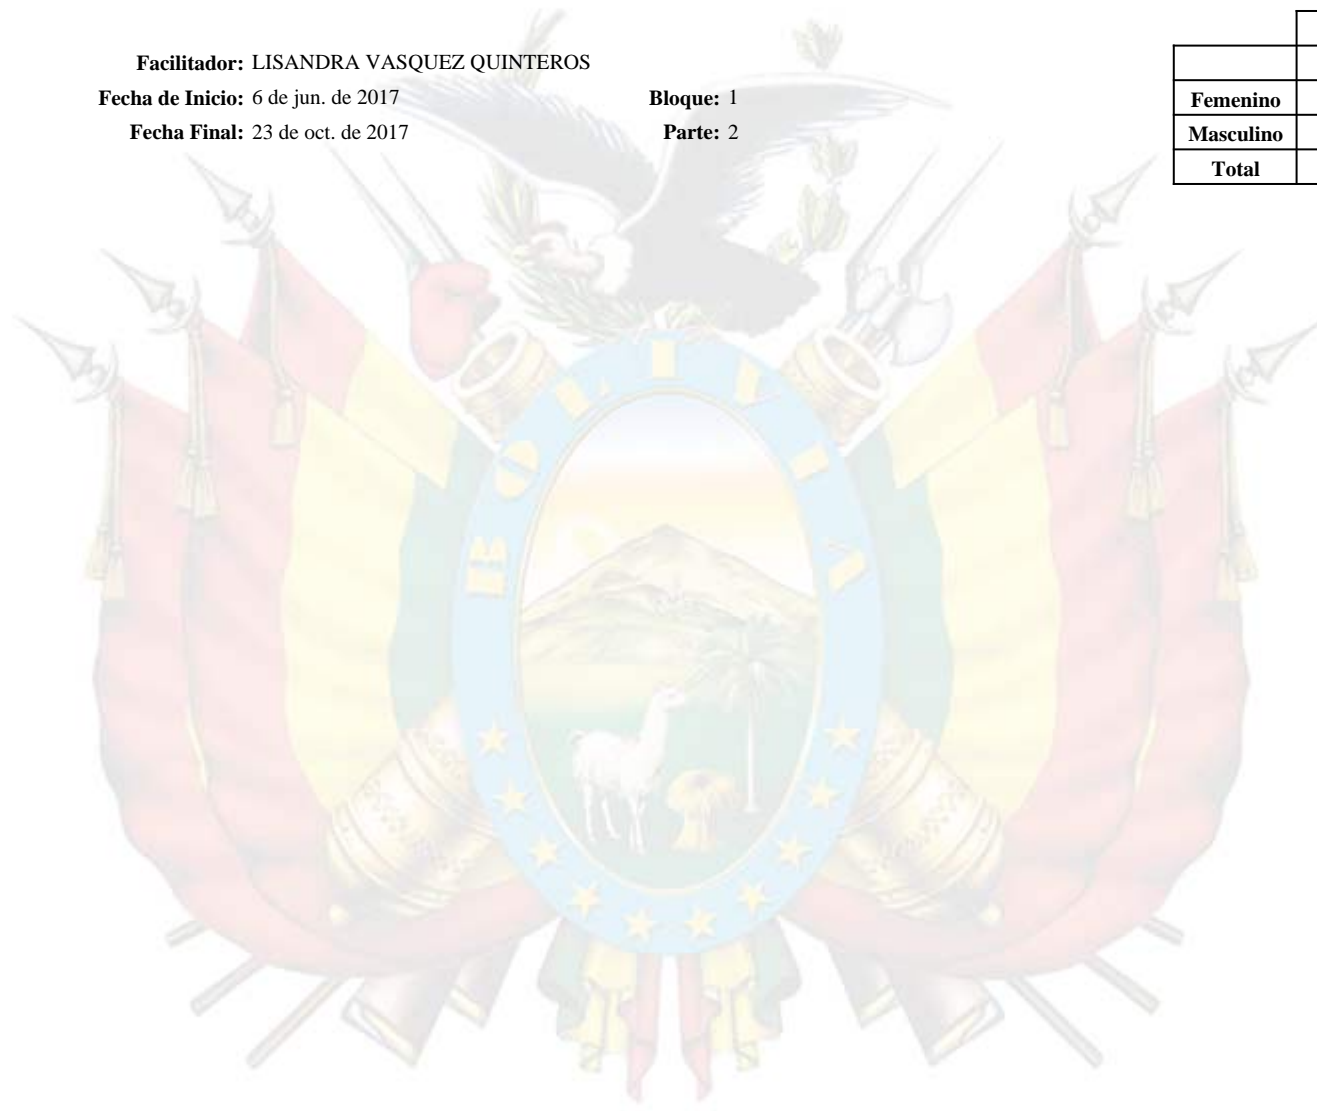 Facilitador: LISANDRA VASQUEZ QUINTEROS
Fecha de Inicio: 6 de jun. de 2017 Bloque: 1
Fecha Final: 23 de oct. de 2017 Parte: 2
Femenino
Masculino
Total
BOLIVIA